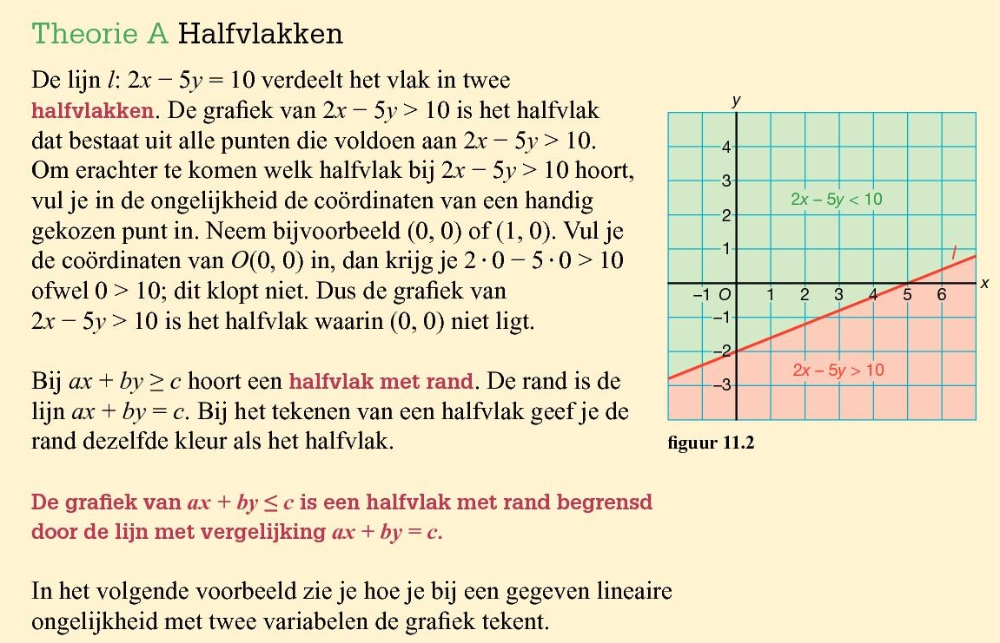 Theorie A Halfvlakken
De lijn l: 2x − 5y = 10 verdeelt het vlak in twee
halfvlakken. De grafiek van 2x − 5y > 10 is het halfvlak
dat bestaat uit alle punten die voldoen aan 2x − 5y > 10.
Om erachter te komen welk halfvlak bij 2x − 5y > 10 hoort,
vul je in de ongelijkheid de coördinaten van een handig
gekozen punt in. Neem bijvoorbeeld (0, 0) of (1, 0). Vul je
de coördinaten van O(0, 0) in, dan krijg je 2 · 0 − 5 · 0 > 10
ofwel 0 > 10; dit klopt niet. Dus de grafiek van
2x − 5y > 10 is het halfvlak waarin (0, 0) niet ligt.
Bij ax + by ≥ c hoort een halfvlak met rand. De rand is de
lijn ax + by = c. Bij het tekenen van een halfvlak geef je de
rand dezelfde kleur als het halfvlak.
De grafiek van ax + by ≤ c is een halfvlak met rand begrensd
door de lijn met vergelijking ax + by = c.
In het volgende voorbeeld zie je hoe je bij een gegeven lineaire
ongelijkheid met twee variabelen de grafiek tekent.
y
4
3
2x − 5y < 10
2
1
l
x
−1 O 1 2 3 4 5 6
−1
−2
2x − 5y > 10
−3
figuur 11.2